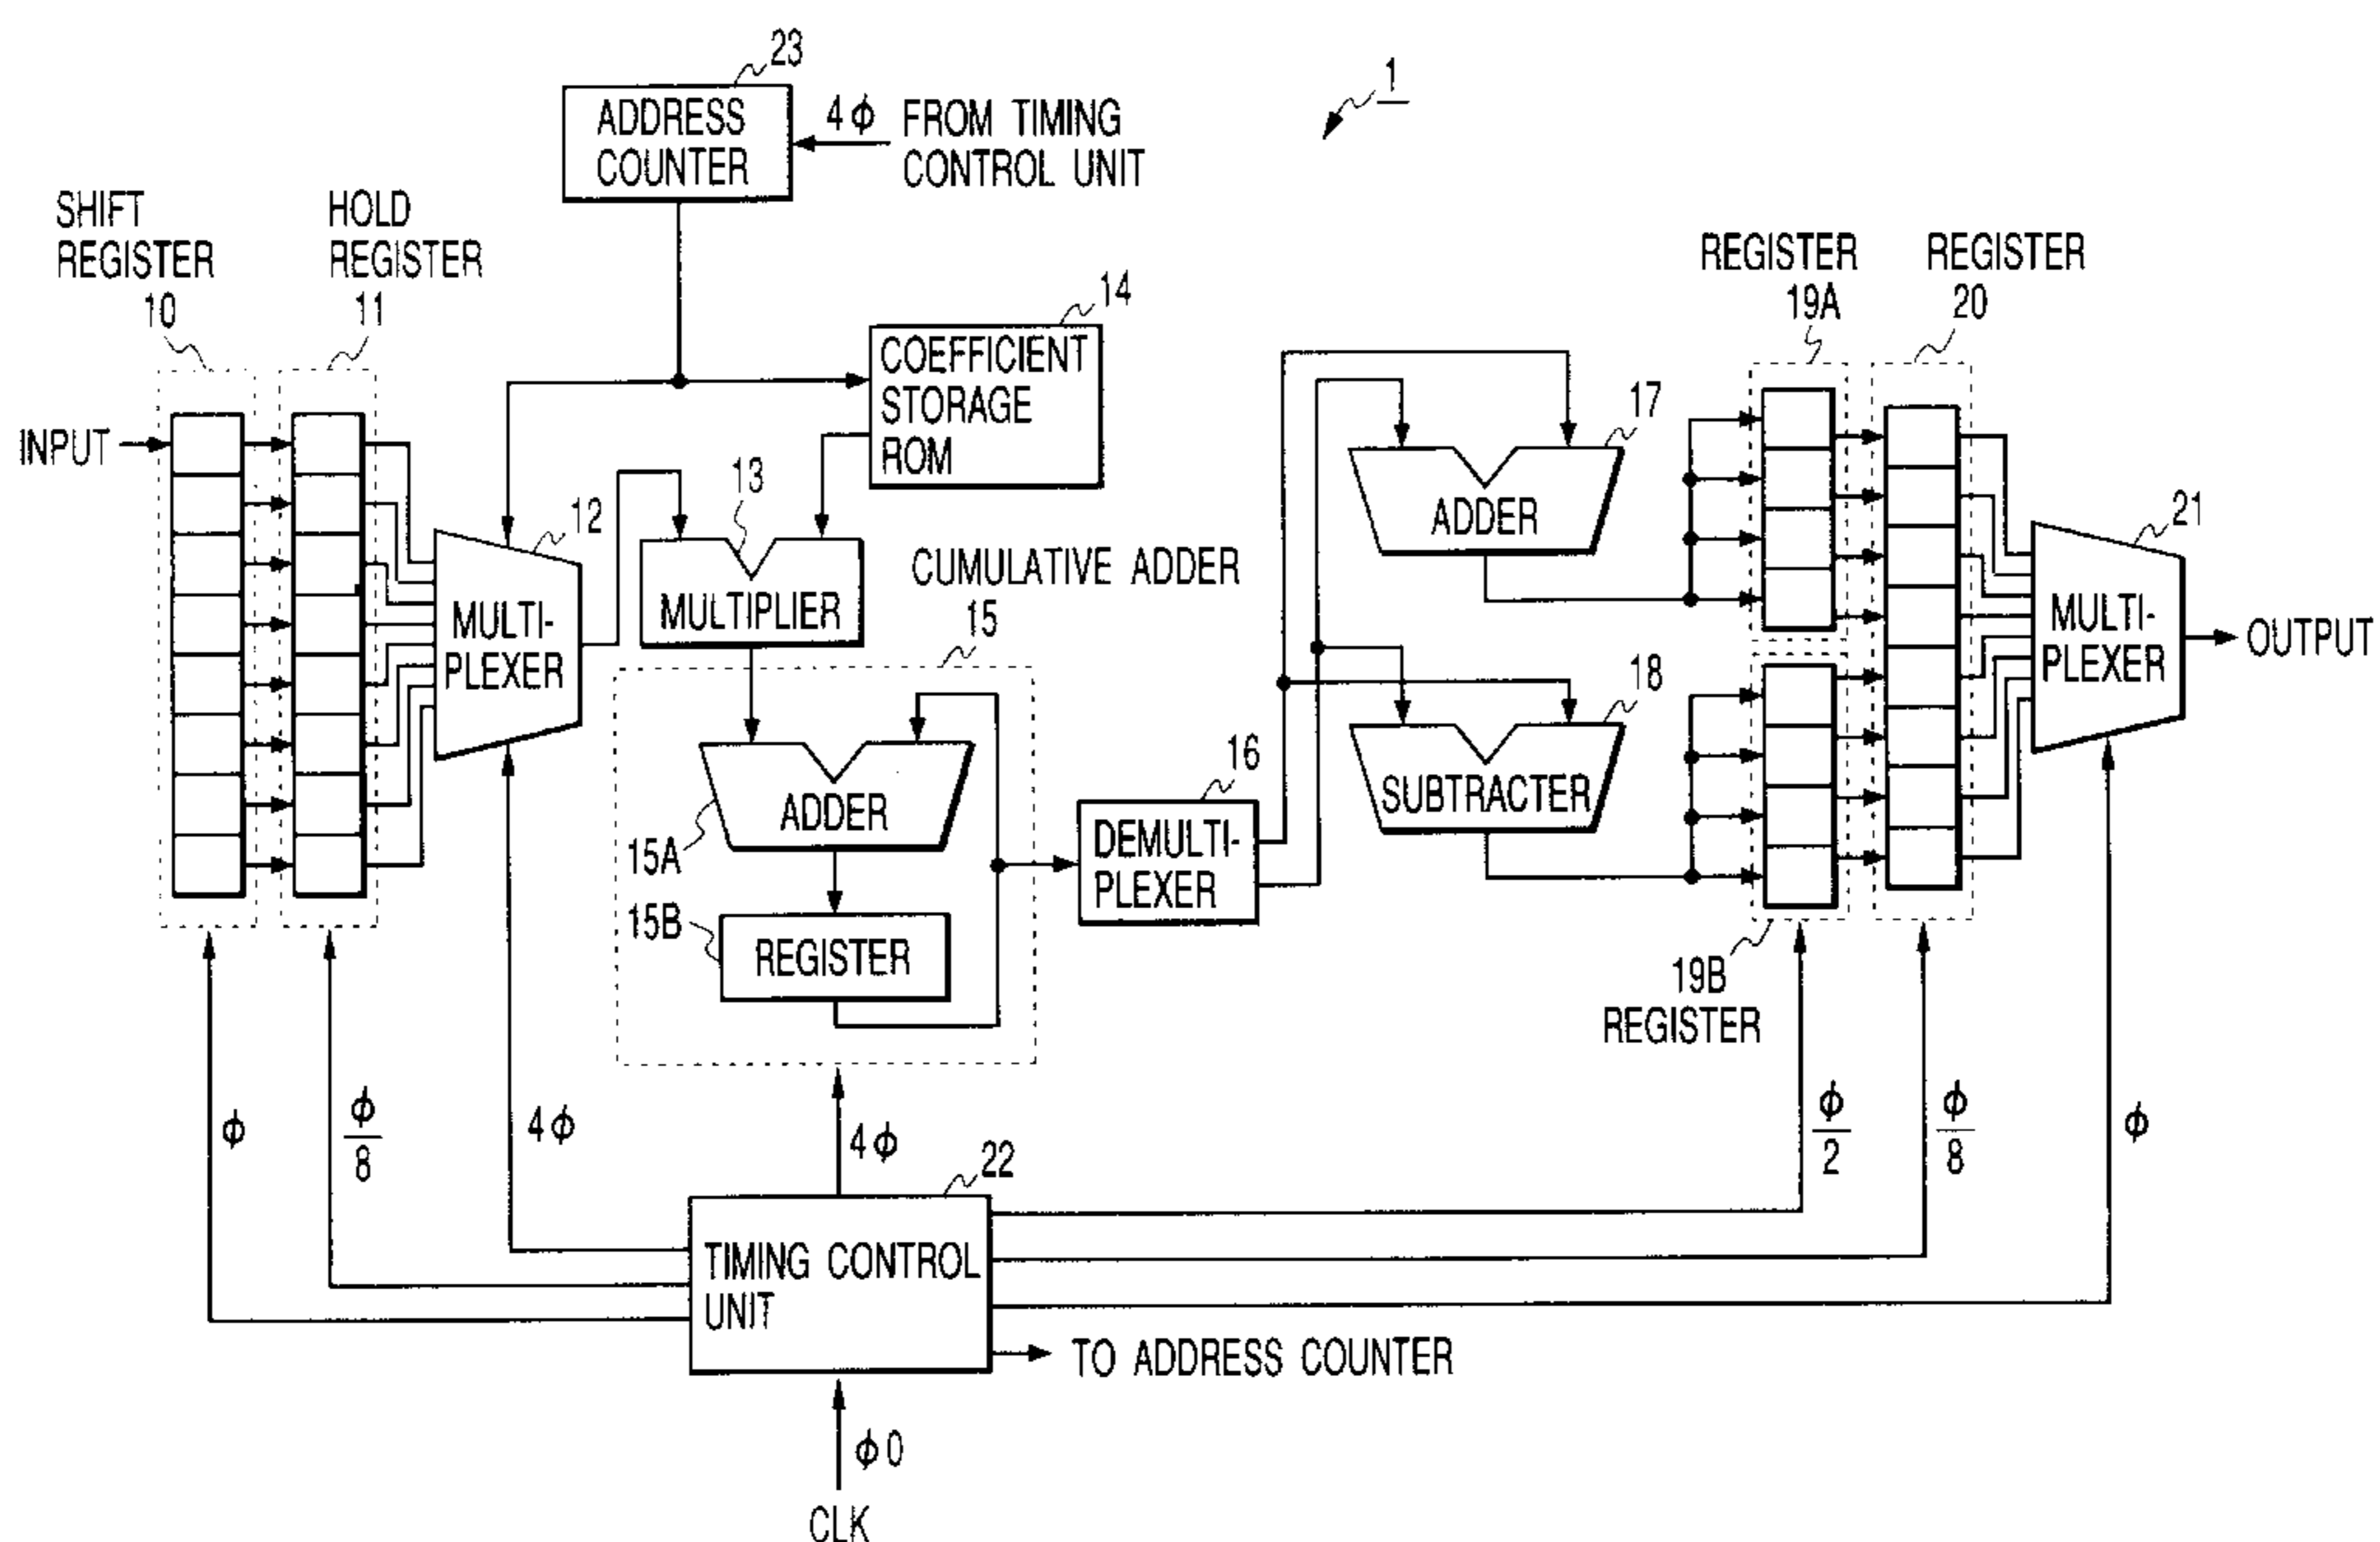 23
1
ADDRESS
COUNTER
4ϕ
FROM TIMING
CONTROL UNIT
SHIFT
REGISTER
10
HOLD
REGISTER
11
14
COEFFICIENT
STORAGE
ROM
REGISTER
19A
REGISTER
20
INPUT
12
MULTI-
PLEXER
13
MULTIPLIER
CUMULATIVE ADDER
15
17
ADDER
21
MULTI-
PLEXER
OUTPUT
18
SUBTRACTER
16
DEMULTI-
PLEXER
ADDER
15A
15B
REGISTER
19B
REGISTER
ϕ
ϕ
8
4ϕ
4ϕ
ϕ
2
ϕ
8
ϕ
22
TIMING CONTROL
UNIT
TO ADDRESS COUNTER
ϕ0
CLK